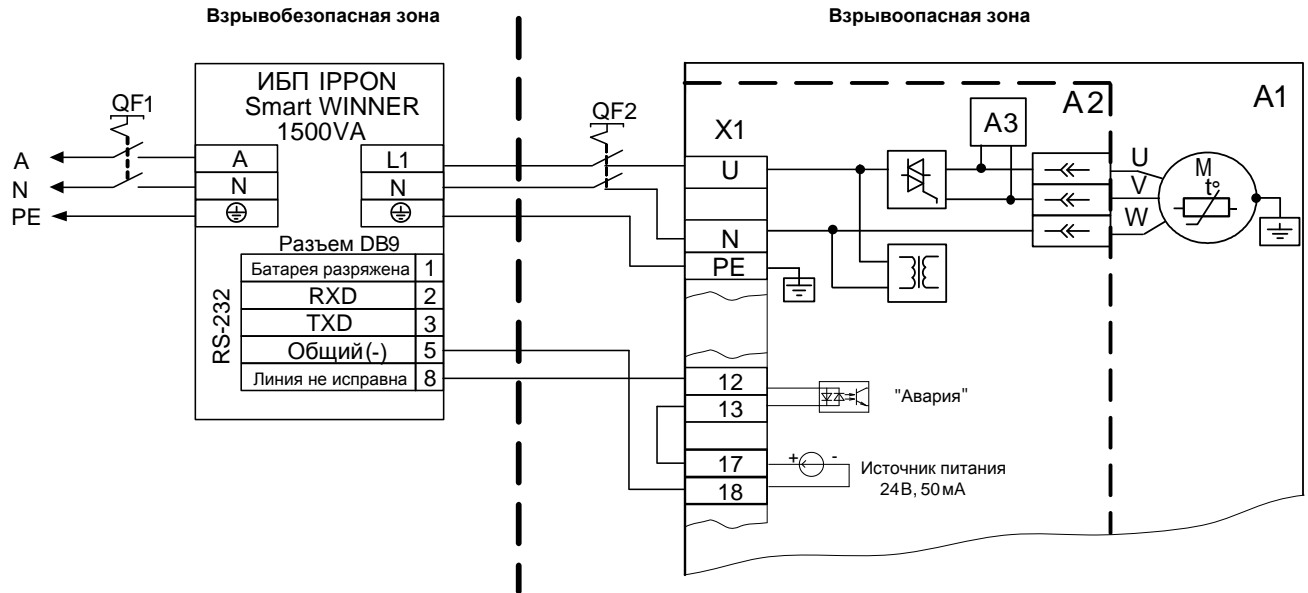 Взрывобезопасная зона
Взрывоопасная зона
ИБП IPPON
Smart WINNER
1500VA
QF1
A
N
PE
A
N
L1
N
Разъем DB9
RS-232
Батарея разряжена 1
RXD 2
TXD 3
Общий (-) 5
Линия не исправна 8
QF2
X1
U
N
PE
12
13
17
18
A3
A2
A1
U
V
W
M
t°
"Авария"
+ -
Источник питания
24В, 50мА